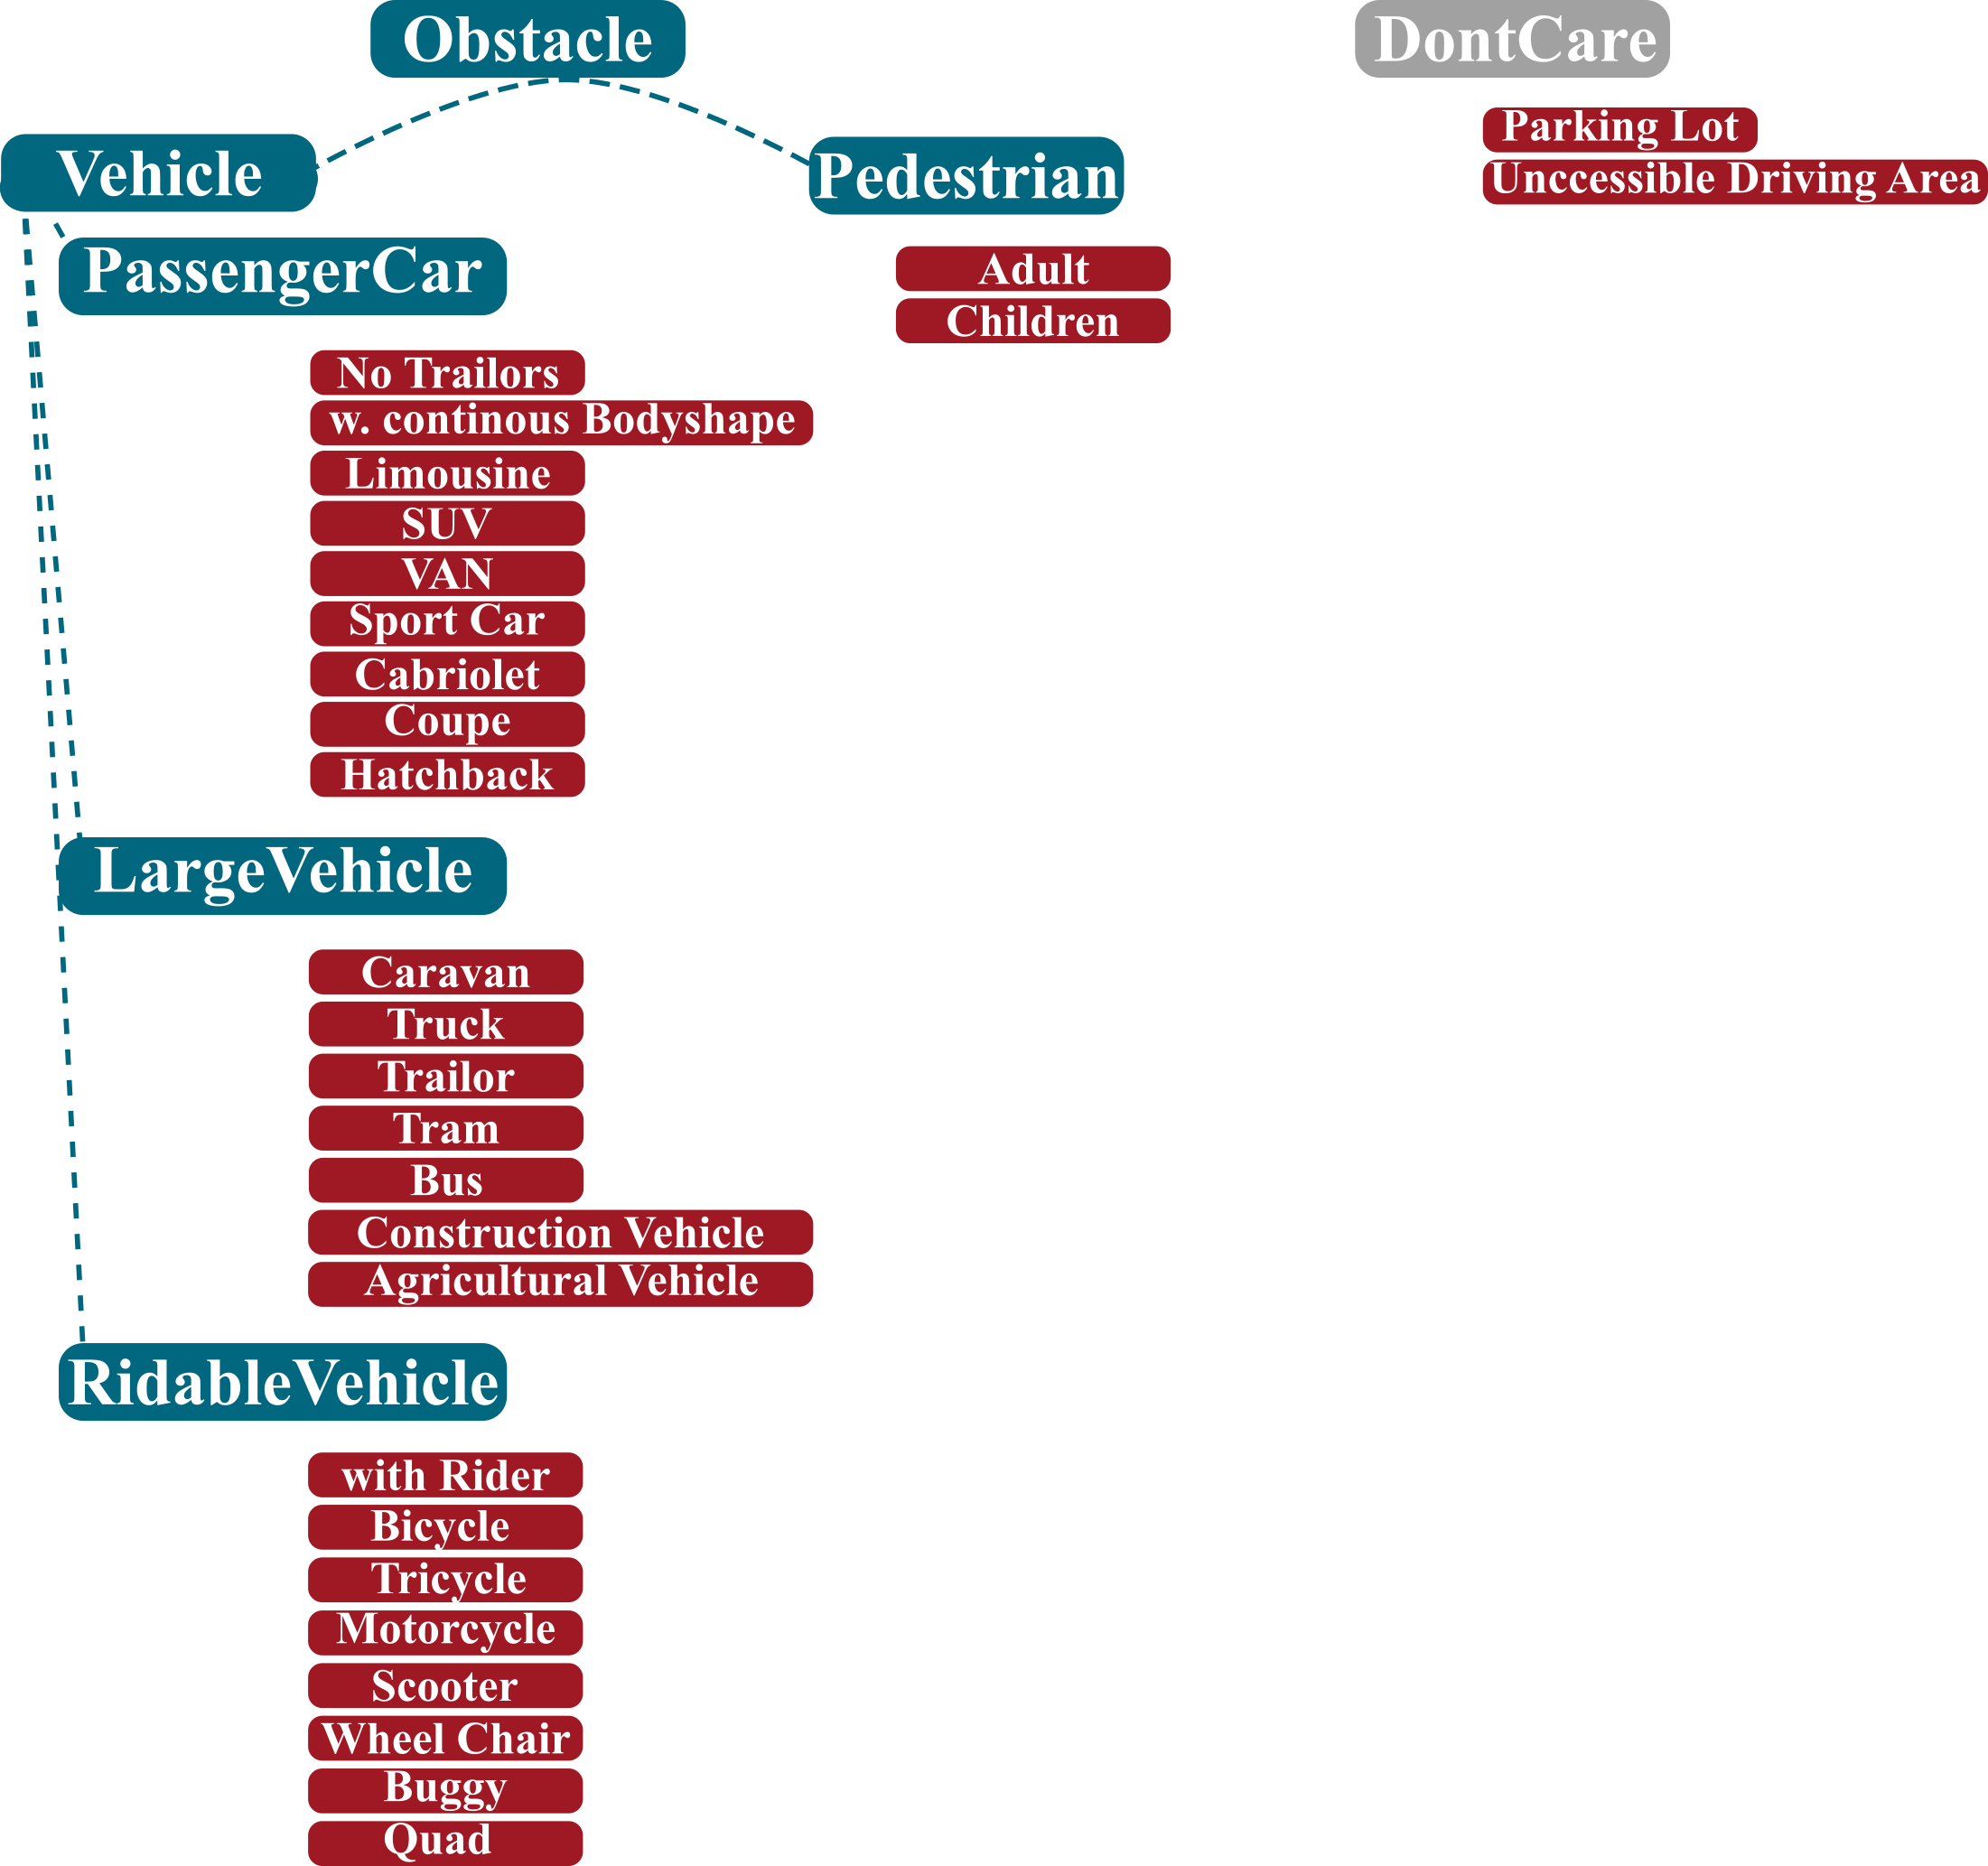 Obstacle
DontCare
Vehicle
Pedestrian
Parking Lot
Unccessible Driving Area
PassengerCar
Adult
Children
No Trailors
w. continous Bodyshape
Limousine
SUV
VAN
Sport Car
Cabriolet
Coupe
Hatchback
LargeVehicle
Caravan
Truck
Trailor
Tram
Bus
Construction Vehicle
Agricultural Vehicle
RidableVehicle
with Rider
Bicycle
Tricycle
Motorcycle
Scooter
Wheel Chair
Buggy
Quad